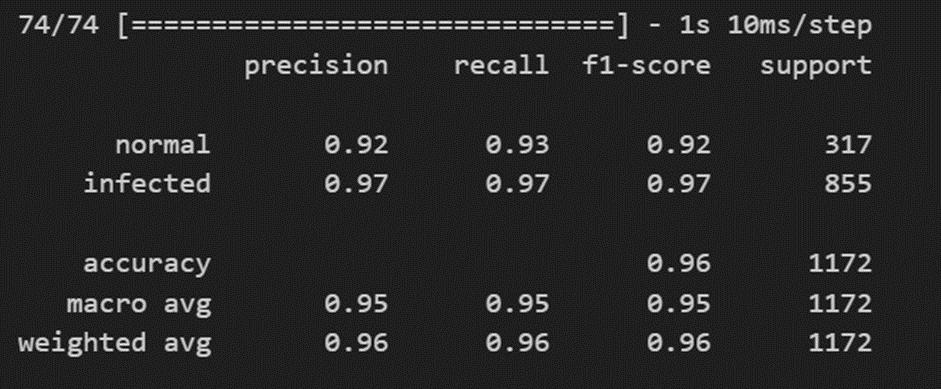 74/74 [==============================] - 1s 10ms/step
precision recall f1-score support
normal 0.92 0.93 0.92 317
infected 0.97 0.97 0.97 855
accuracy 0.96 1172
macro avg 0.95 0.95 0.95 1172
weighted avg 0.96 0.96 0.96 1172